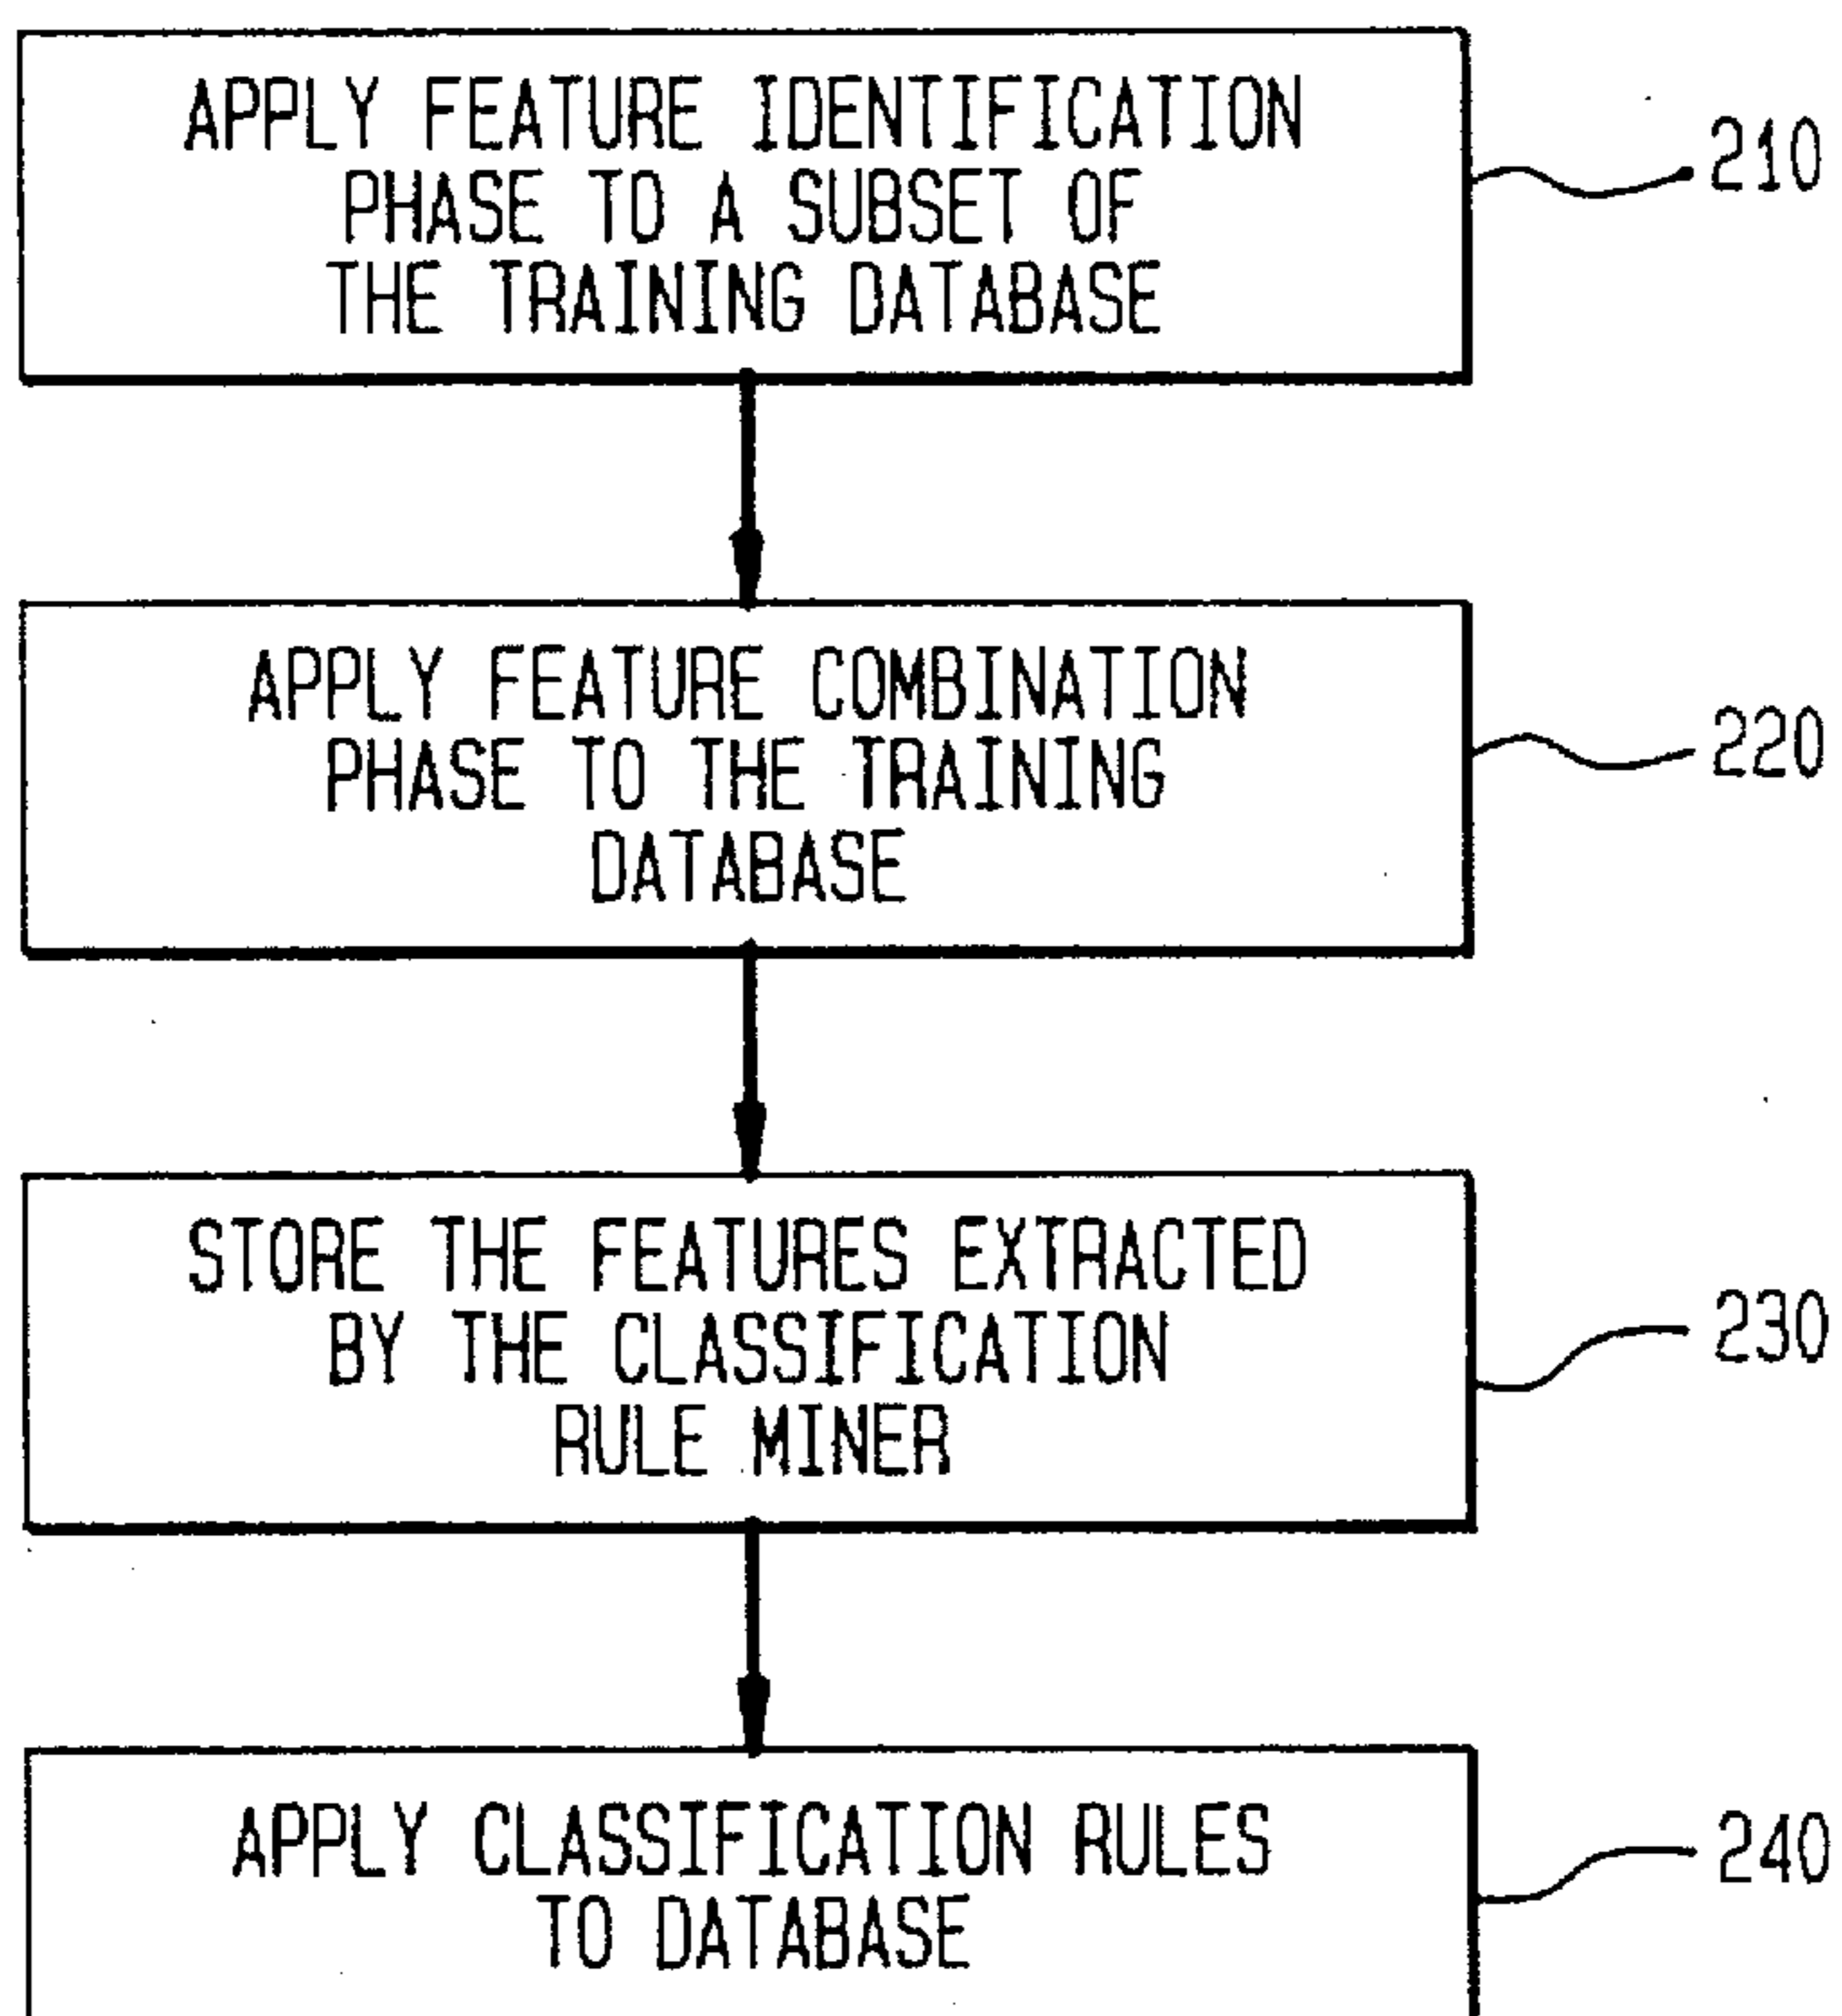 APPLY FEATURE IDENTIFICATION
PHASE TO A SUBSET OF
THE TRAINING DATABASE
210
APPLY FEATURE COMBINATION
PHASE TO THE TRAINING
DATABASE
220
STORE THE FEATURES EXTRACTED
BY THE CLASSIFICATION
RULE MINER
230
APPLY CLASSIFICATION RULES
TO DATABASE
240